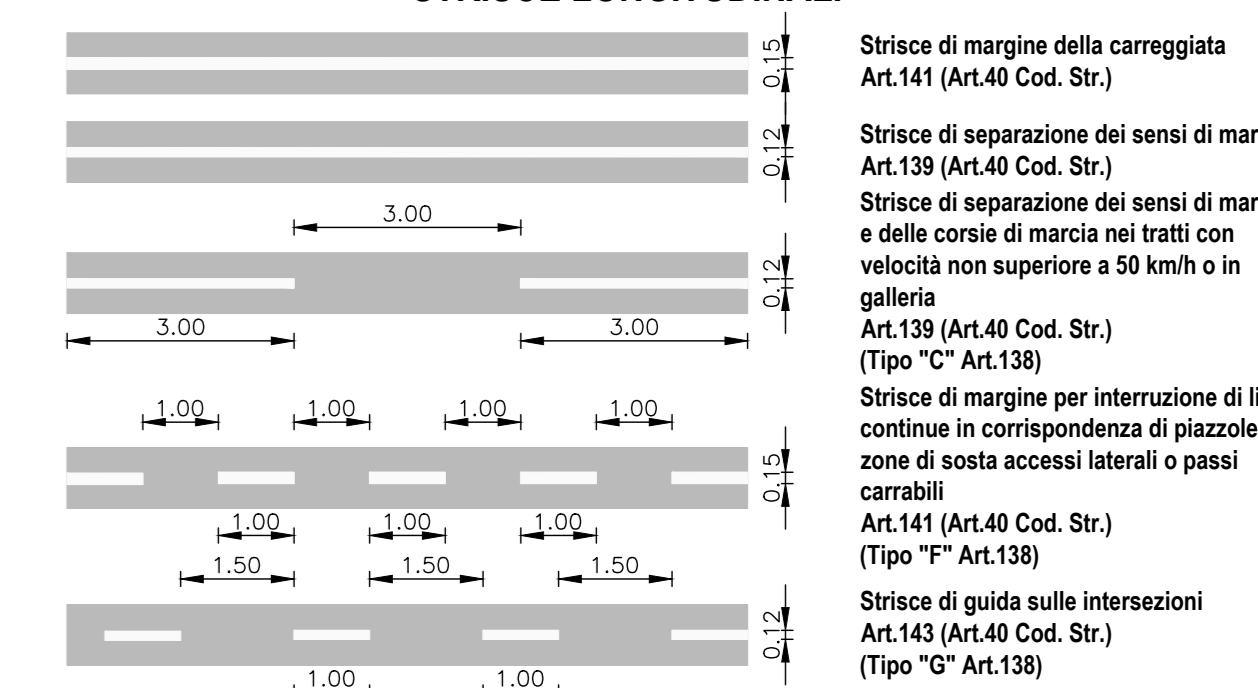 STRISCE LONGITUDINALI
0.15
Strisce di margine della carreggiata
Art.141 (Art.40 Cod. Str.)
0.12
Strisce di separazione dei sensi di mar
Art.139 (Art.40 Cod. Str.)
3.00
3.00
3.00
0.12
Strisce di separazione dei sensi di mar
e delle corsie di marcia nei tratti con
velocità non superiore a 50 km/h o in
galleria
Art.139 (Art.40 Cod. Str.)
(Tipo "C" Art.138)
1.00 1.00 1.00 1.00
0.15
1.00 1.00 1.00
Strisce di margine per interruzione di li
continue in corrispondenza di piazzole
zone di sosta accessi laterali o passi
carrabili
Art.141 (Art.40 Cod. Str.)
(Tipo "F" Art.138)
1.50 1.50 1.50
0.12
1.00 1.00
Strisce di guida sulle intersezioni
Art.143 (Art.40 Cod. Str.)
(Tipo "G" Art.138)